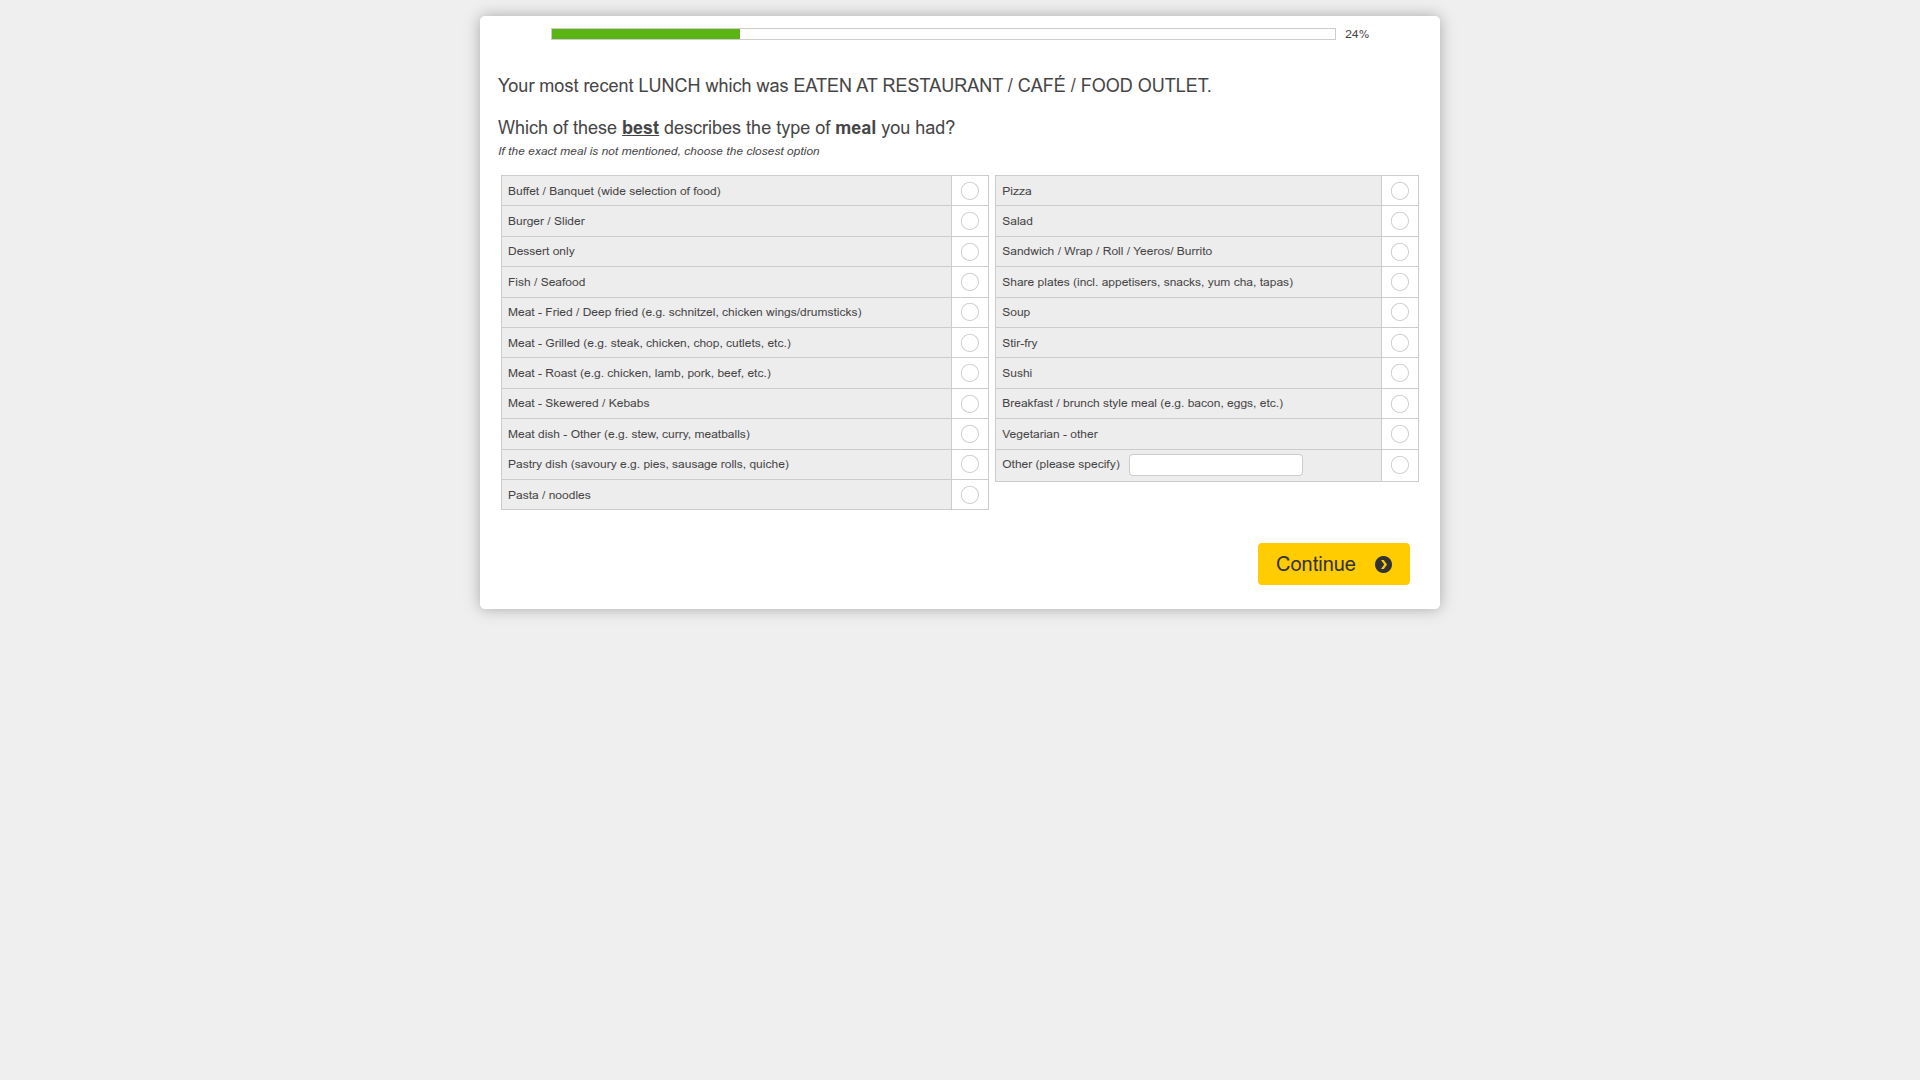 24%
Your most recent LUNCH which was EATEN AT RESTAURANT / CAFÉ / FOOD OUTLET.
Which of these best describes the type of meal you had?
If the exact meal is not mentioned, choose the closest option
Buffet / Banquet (wide selection of food)
Burger / Slider
Dessert only
Fish / Seafood
Meat - Fried / Deep fried (e.g. schnitzel, chicken wings/drumsticks)
Meat - Grilled (e.g. steak, chicken, chop, cutlets, etc.)
Meat - Roast (e.g. chicken, lamb, pork, beef, etc.)
Meat - Skewered / Kebabs
Meat dish - Other (e.g. stew, curry, meatballs)
Pastry dish (savoury e.g. pies, sausage rolls, quiche)
Pasta / noodles
Pizza
Salad
Sandwich / Wrap / Roll / Yeeros/ Burrito
Share plates (incl. appetisers, snacks, yum cha, tapas)
Soup
Stir-fry
Sushi
Breakfast / brunch style meal (e.g. bacon, eggs, etc.)
Vegetarian - other
Other (please specify)
Continue